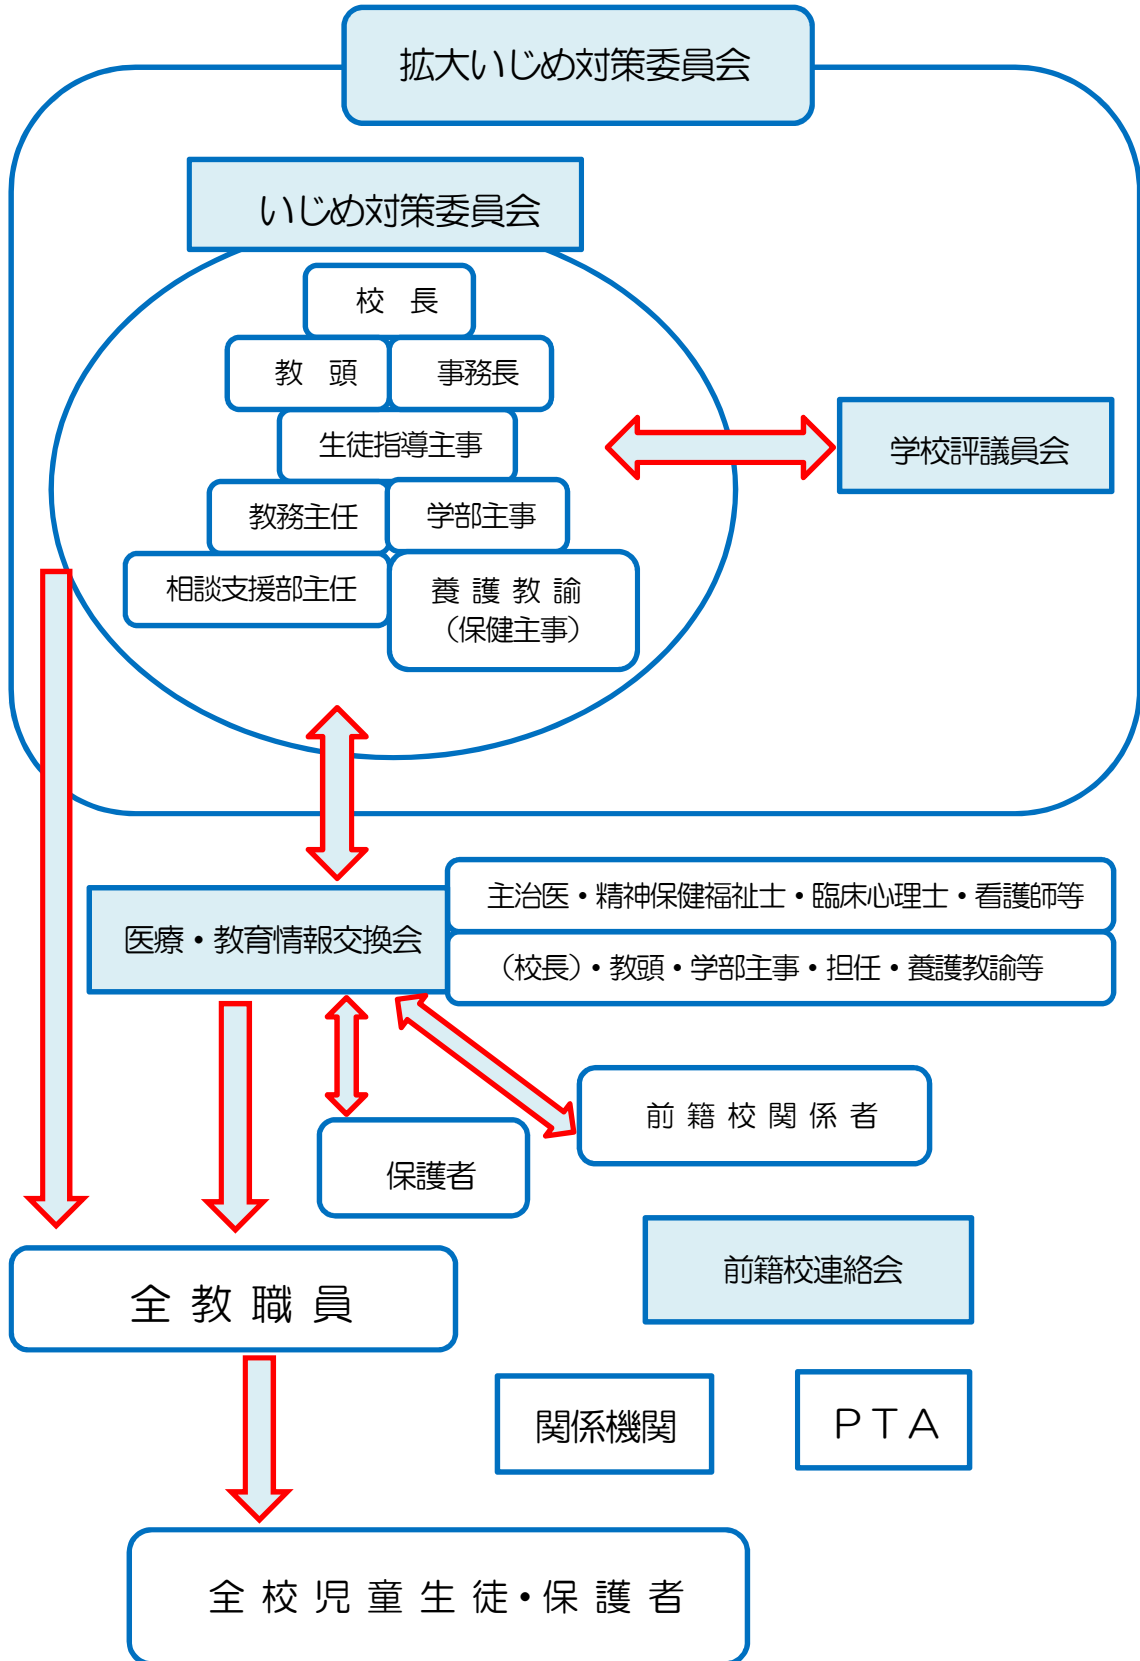 拡大いじめ対策委員会
いじめ対策委員会
校　長
教　頭
事務長
生徒指導主事
学校評議員会
教務主任
学部主事
相談支援部主任
養 護 教 諭
（保健主事）
主治医・精神保健福祉士・臨床心理士・看護師等
医療・教育情報交換会
（校長）・教頭・学部主事・担任・養護教諭等
前 籍 校 関 係 者
保護者
前籍校連絡会
全 教 職 員
関係機関
ＰＴＡ
全 校 児 童 生 徒・保 護 者